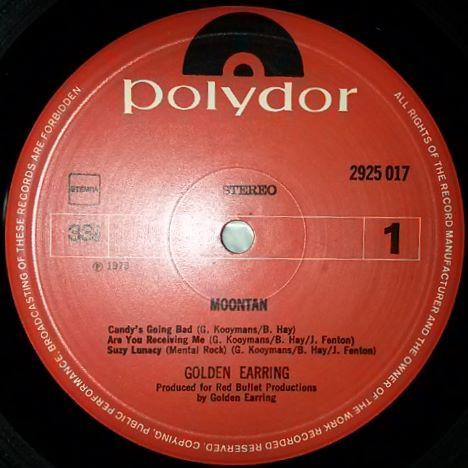 polydor
ALL RIGHTS OF THE RECORD MANUFACTURER AND THE OWNER OF THE WORK RECORDED RESERVED. COPYING, PUBLIC PERFORMANCE, BROADCASTING OF THESE RECORDS ARE FORBIDDEN
STEMRA
STEREO
2925 017
33⅓
1
℗ 1973
MOONTAN
Candy's Going Bad (G. Kooymans/B. Hay)
Are You Receiving Me (G. Kooymans/B. Hay/J. Fenton)
Suzy Lunacy (Mental Rock) (G. Kooymans/B. Hay/J. Fenton)
GOLDEN EARRING
Produced for Red Bullet Productions
by Golden Earring